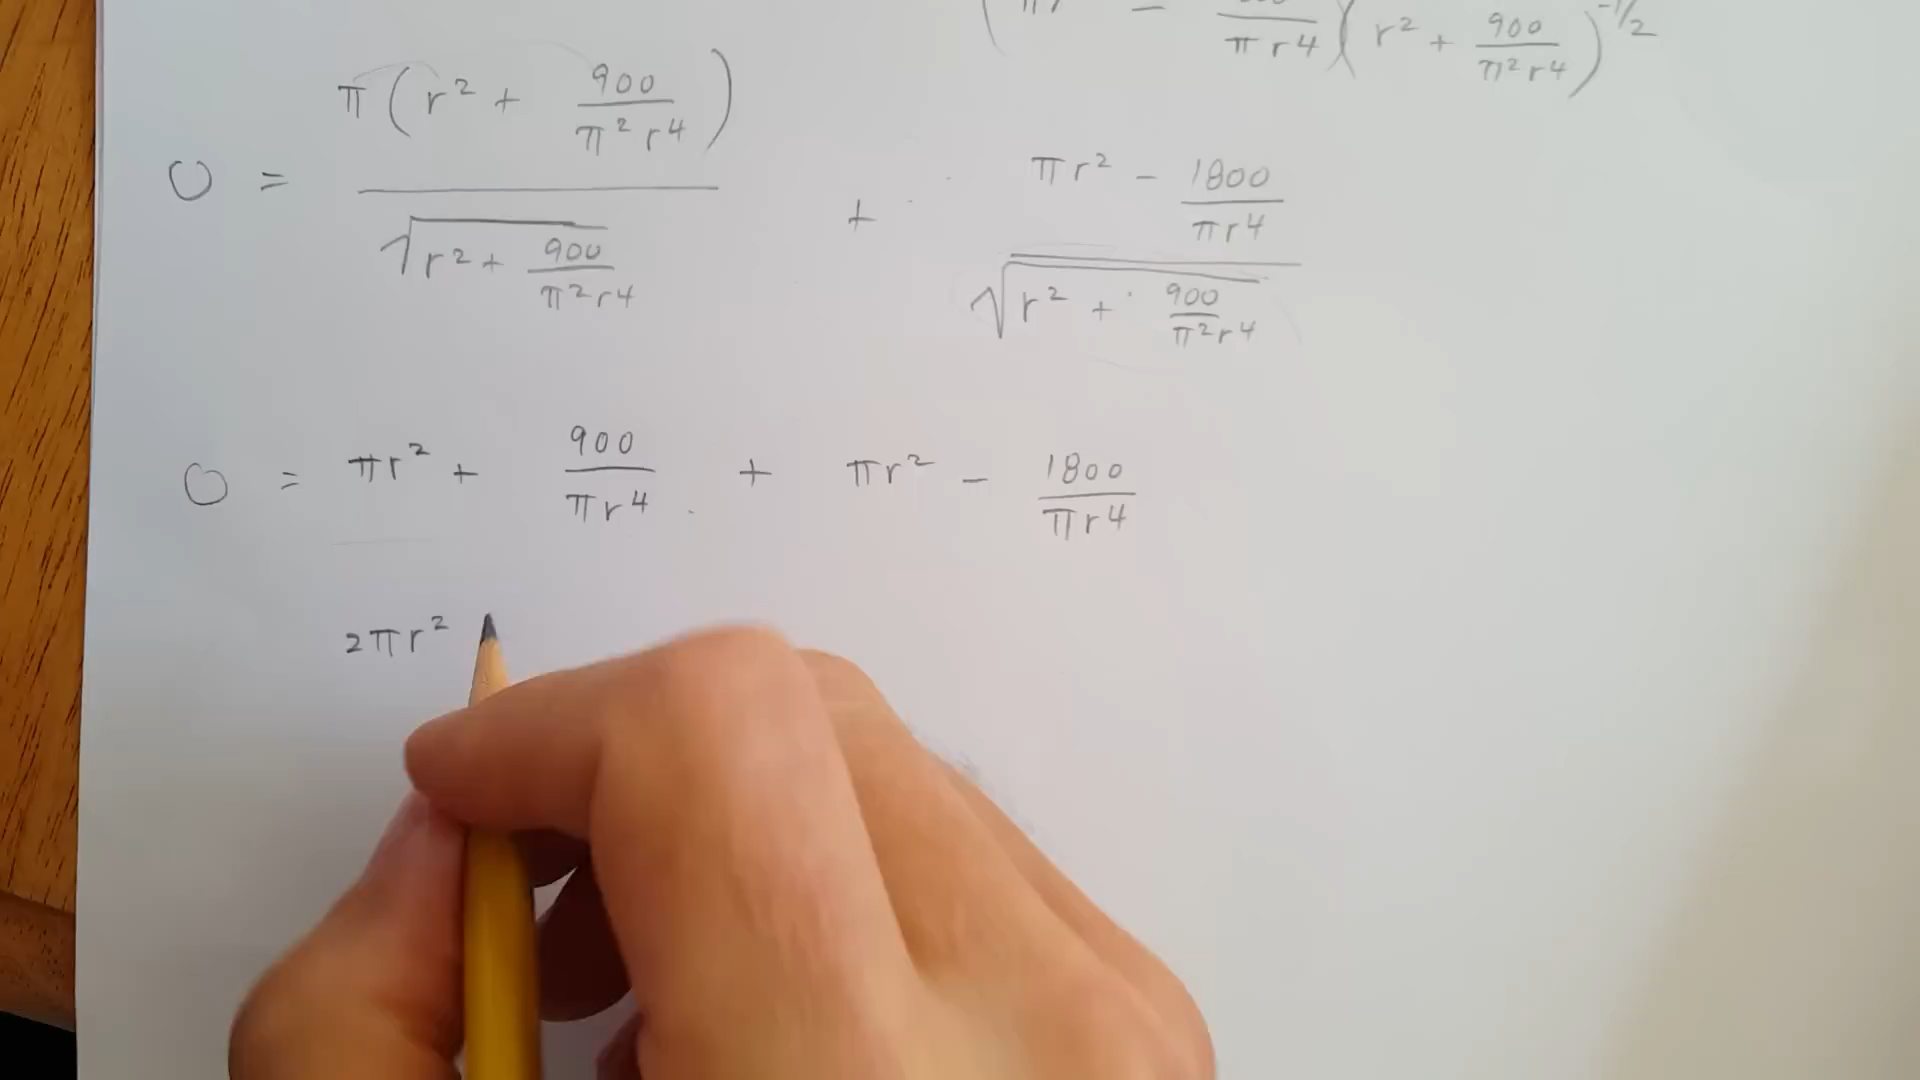 − / πr⁴ ) ( r² + 900/π²r⁴ )^-1/2
0 = π( r² + 900/π²r⁴ ) / √(r² + 900/π²r⁴) + πr² − 1800/πr⁴ / √(r² + 900/π²r⁴)
0 = πr² + 900/πr⁴ + πr² − 1800/πr⁴
2πr²